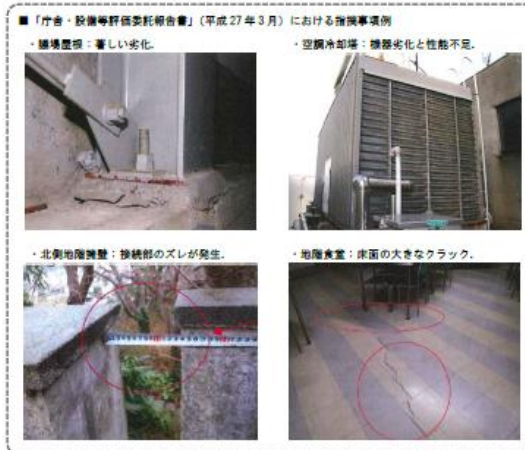 ■「庁舎・設備等評価委託報告書」（平成27年3月）における指摘事項例
・議場屋根：著しい劣化．
・空調冷却塔：機器劣化と性能不足．
・北側地階擁壁：接続部のズレが発生．
・地階食堂：床面の大きなクラック．